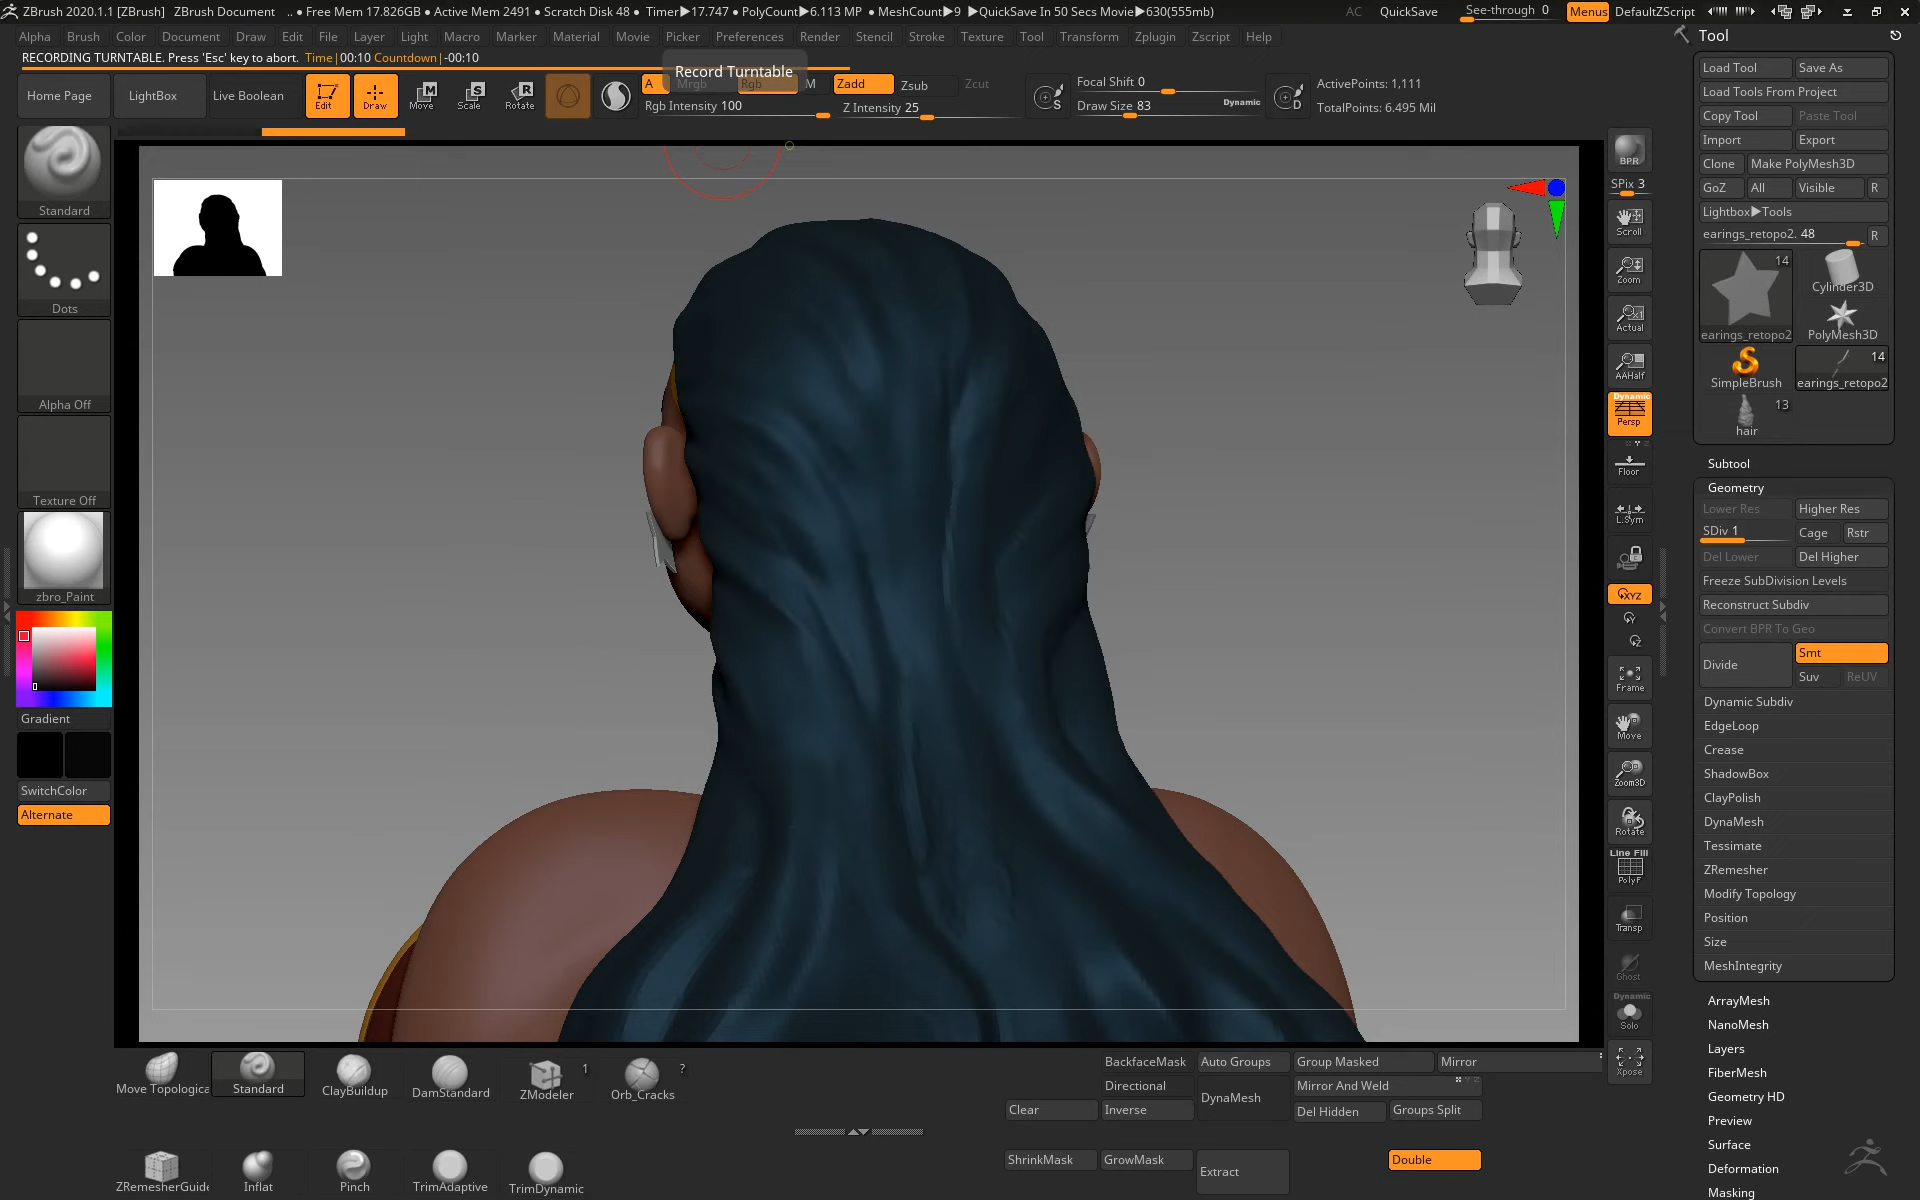 ZBrush 2020.1.1 [ZBrush] ZBrush Document .. • Free Mem 17.826GB • Active Mem 2491 • Scratch Disk 48 • Timer▶17.747 • PolyCount▶6.113 MP • MeshCount▶9 ▶QuickSave In 50 Secs Movie▶630(555mb) AC QuickSave See-through 0 Menus DefaultZScript
Alpha Brush Color Document Draw Edit File Layer Light Macro Marker Material Movie Picker Preferences Render Stencil Stroke Texture Tool Transform Zplugin Zscript Help
RECORDING TURNTABLE. Press 'Esc' key to abort. Time|00:10 Countdown|-00:10
Record Turntable
Home Page LightBox Live Boolean Edit Draw Move Scale Rotate
M S R
A Mrgb Rgb M Zadd Zsub Zcut
Rgb Intensity 100 Z Intensity 25
S Focal Shift 0
Draw Size 83 Dynamic
D ActivePoints: 1,111
TotalPoints: 6.495 Mil
Standard
Dots
Alpha Off
Texture Off
zbro_Paint
Gradient
SwitchColor
Alternate
BPR
SPix 3
Scroll
Zoom
Actual
AAHalf
Dynamic
Persp
Floor
L.Sym
XYZ
Y
Z
Frame
Move
Zoom3D
Rotate
Line Fill
PolyF
Transp
Ghost
Dynamic
Solo
Xpose
Tool
Load Tool Save As
Load Tools From Project
Copy Tool Paste Tool
Import Export
Clone Make PolyMesh3D
GoZ All Visible R
Lightbox▶Tools
earings_retopo2. 48 R
14
earings_retopo2
Cylinder3D
PolyMesh3D
SimpleBrush
14
earings_retopo2
13
hair
Subtool
Geometry
Lower Res Higher Res
SDiv 1 Cage Rstr
Del Lower Del Higher
Freeze SubDivision Levels
Reconstruct Subdiv
Convert BPR To Geo
Divide Smt
Suv ReUV
Dynamic Subdiv
EdgeLoop
Crease
ShadowBox
ClayPolish
DynaMesh
Tessimate
ZRemesher
Modify Topology
Position
Size
MeshIntegrity
ArrayMesh
NanoMesh
Layers
FiberMesh
Geometry HD
Preview
Surface
Deformation
Masking
Move Topologica Standard ClayBuildup DamStandard ZModeler 1 Orb_Cracks ?
ZRemesherGuide Inflat Pinch TrimAdaptive TrimDynamic
BackfaceMask Auto Groups Group Masked Mirror
Directional DynaMesh Mirror And Weld
Clear Inverse Del Hidden Groups Split
ShrinkMask GrowMask Extract Double